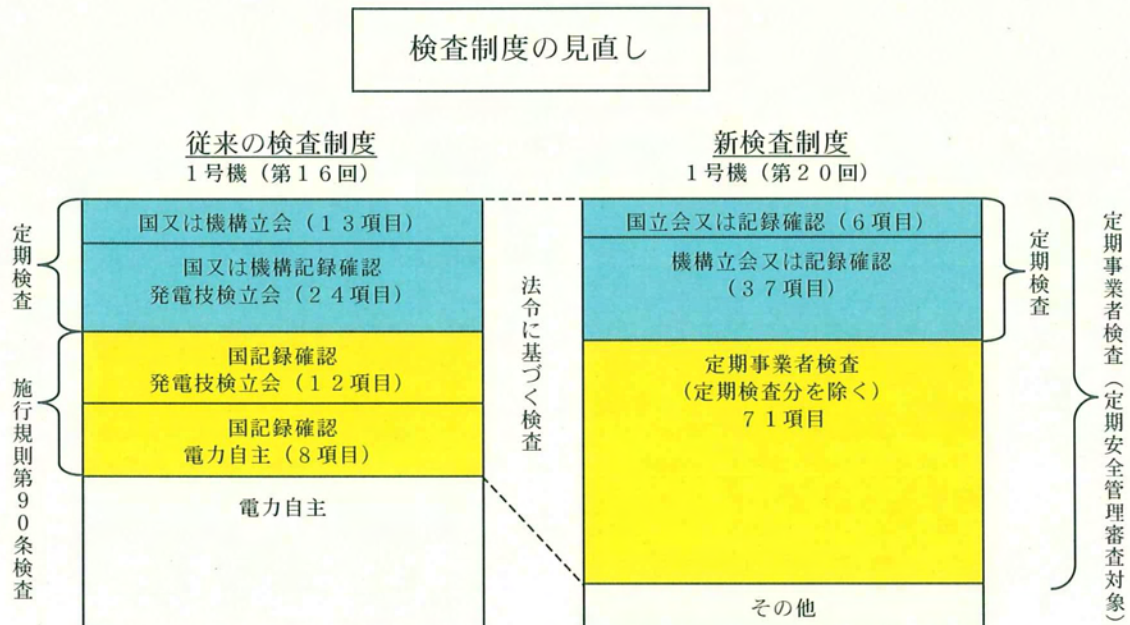 検査制度の見直し
従来の検査制度
1号機(第16回)
定期検査
国又は機構立会(13項目)
国又は機構記録確認
発電技検立会(24項目)
施行規則第90条検査
国記録確認
発電技検立会(12項目)
国記録確認
電力自主(8項目)
電力自主
法令に基づく検査
新検査制度
1号機(第20回)
国立会又は記録確認(6項目)
機構立会又は記録確認
(37項目)
定期検査
定期事業者検査
(定期検査分を除く)
71項目
その他
定期事業者検査(定期安全管理審査対象)